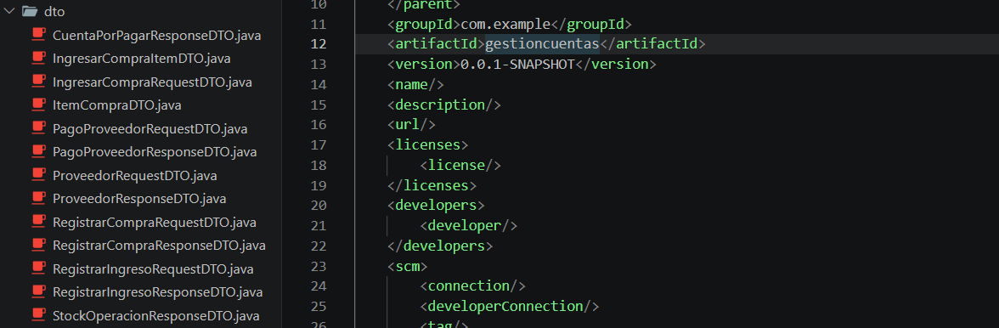 dto
CuentaPorPagarResponseDTO.java
IngresarCompraItemDTO.java
IngresarCompraRequestDTO.java
ItemCompraDTO.java
PagoProveedorRequestDTO.java
PagoProveedorResponseDTO.java
ProveedorRequestDTO.java
ProveedorResponseDTO.java
RegistrarCompraRequestDTO.java
RegistrarCompraResponseDTO.java
RegistrarIngresoRequestDTO.java
RegistrarIngresoResponseDTO.java
StockOperacionResponseDTO.java
10 </parent>
11 <groupId>com.example</groupId>
12 <artifactId>gestioncuentas</artifactId>
13 <version>0.0.1-SNAPSHOT</version>
14 <name/>
15 <description/>
16 <url/>
17 <licenses>
18 <license/>
19 </licenses>
20 <developers>
21 <developer/>
22 </developers>
23 <scm>
24 <connection/>
25 <developerConnection/>
26 <tag/>